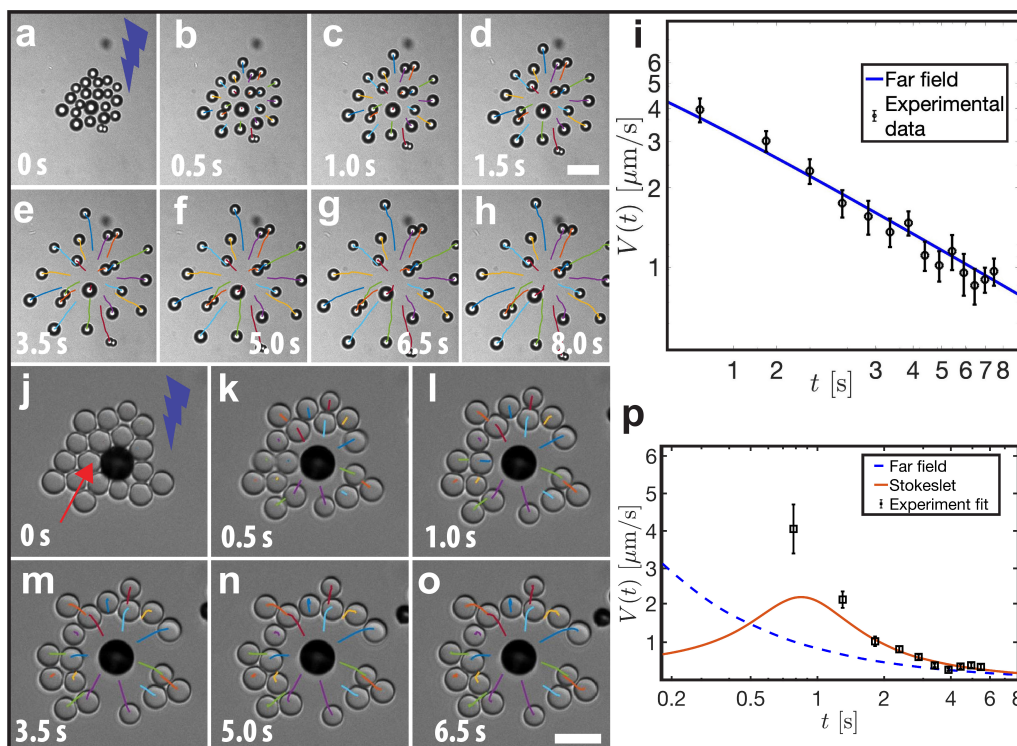 a
b
c
d
0 s
0.5 s
1.0 s
1.5 s
e
f
g
h
3.5 s
5.0 s
6.5 s
8.0 s
i
6
5
4
3
2
1
V(t) [μm/s]
Far field
Experimental
data
1 2 3 4 5 6 7 8
t [s]
j
k
l
0 s
0.5 s
1.0 s
m
n
o
3.5 s
5.0 s
6.5 s
p
6
5
4
3
2
1
V(t) [μm/s]
Far field
Stokeslet
Experiment fit
0.2 0.5 1 2 4 6 8
t [s]